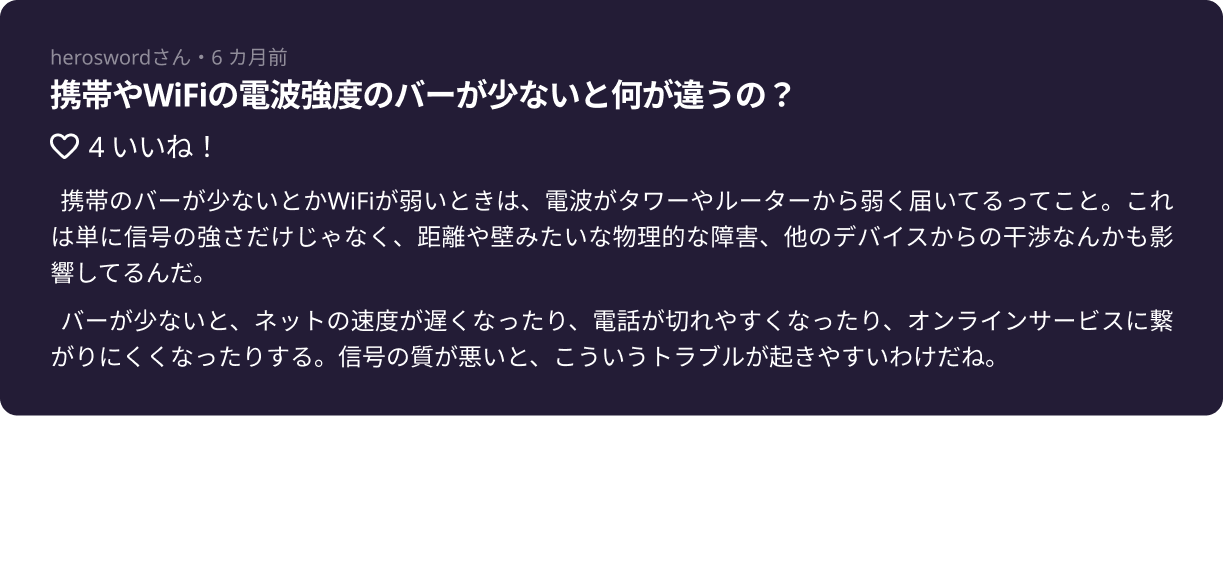 heroswordさん・6 カ月前
携帯やWiFiの電波強度のバーが少ないと何が違うの？
4 いいね！
携帯のバーが少ないとかWiFiが弱いときは、電波がタワーやルーターから弱く届いてるってこと。これ
は単に信号の強さだけじゃなく、距離や壁みたいな物理的な障害、他のデバイスからの干渉なんかも影
響してるんだ。
バーが少ないと、ネットの速度が遅くなったり、電話が切れやすくなったり、オンラインサービスに繋
がりにくくなったりする。信号の質が悪いと、こういうトラブルが起きやすいわけだね。